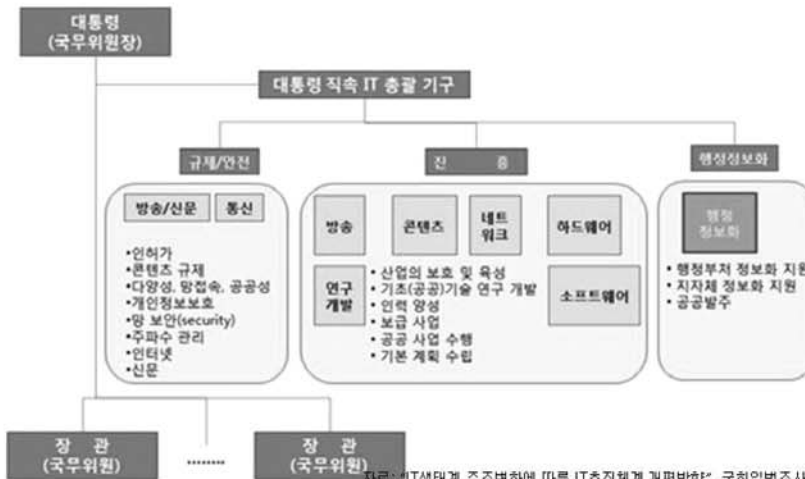 대통령
(국무위원장)
대통령 직속 IT 총괄 기구
규제/안전
진 흥
행정정보화
방송/신문
통신
•인허가
•콘텐츠 규제
•다양성, 망접속, 공공성
•개인정보보호
•망 보안(security)
•주파수 관리
•인터넷
•신문
방송
콘텐츠
네트
워크
하드웨어
연구
개발
소프트웨어
• 산업의 보호 및 육성
• 기초(공공)기술 연구 개발
• 인력 양성
• 보급 사업
• 공공 사업 수행
• 기본 계획 수립
행정
정보화
• 행정부처 정보화 지원
• 지자체 정보화 지원
• 공공발주
장 관
(국무위원)
........
장 관
(국무위원)